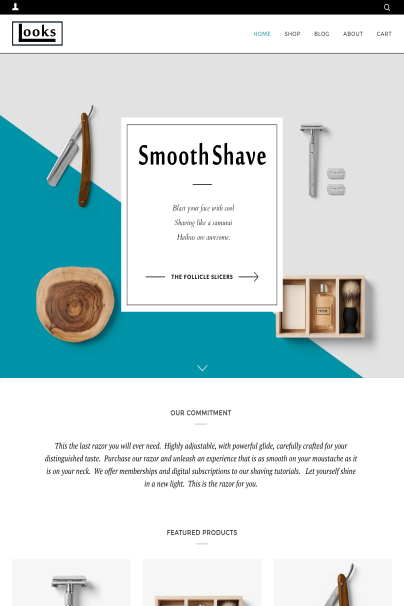 Looks
HOME SHOP BLOG ABOUT CART
Smooth Shave
Blast your face with cool
Shaving like a samurai
Haikus are awesome.
THE FOLLICLE SLICERS
OUR COMMITMENT
This the last razor you will ever need. Highly adjustable, with powerful glide, carefully crafted for your
distinguished taste. Purchase our razor and unleash an experience that is as smooth on your moustache as it
is on your neck. We offer memberships and digital subscriptions to our shaving tutorials. Let yourself shine
in a new light. This is the razor for you.
FEATURED PRODUCTS